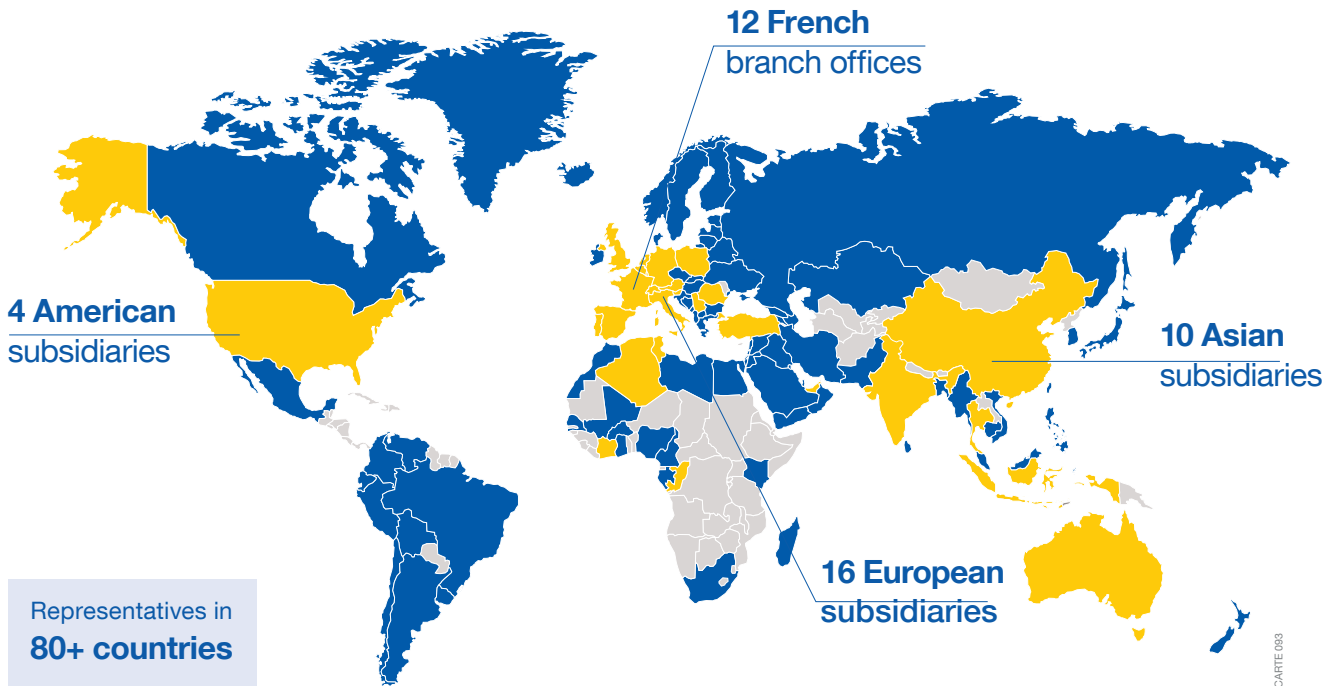 12 French
branch offices
4 American
subsidiaries
10 Asian
subsidiaries
16 European
subsidiaries
Representatives in
80+ countries
CARTE 093